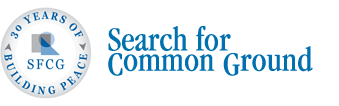 30 YEARS OF
SFCG
BUILDING PEACE
Search for
Common Ground